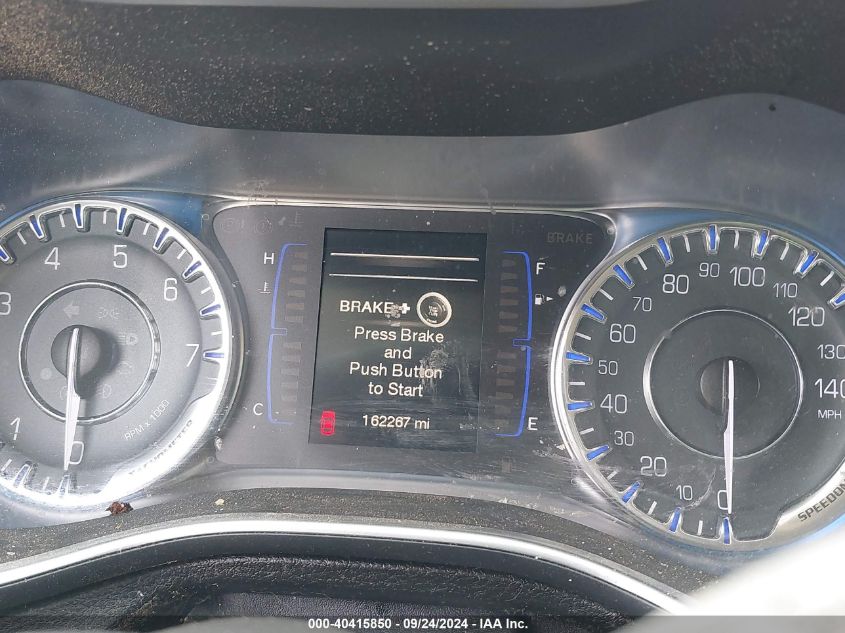 BRAKE
H
F
C
E
3
4
5
6
7
1
0
RPM x 1000
TACHOMETER
BRAKE +
Press Brake
and
Push Button
to Start
162267 mi
0
10
20
30
40
50
60
70
80
90
100
110
120
130
140
MPH
000-40415850 - 09/24/2024 - IAA Inc.